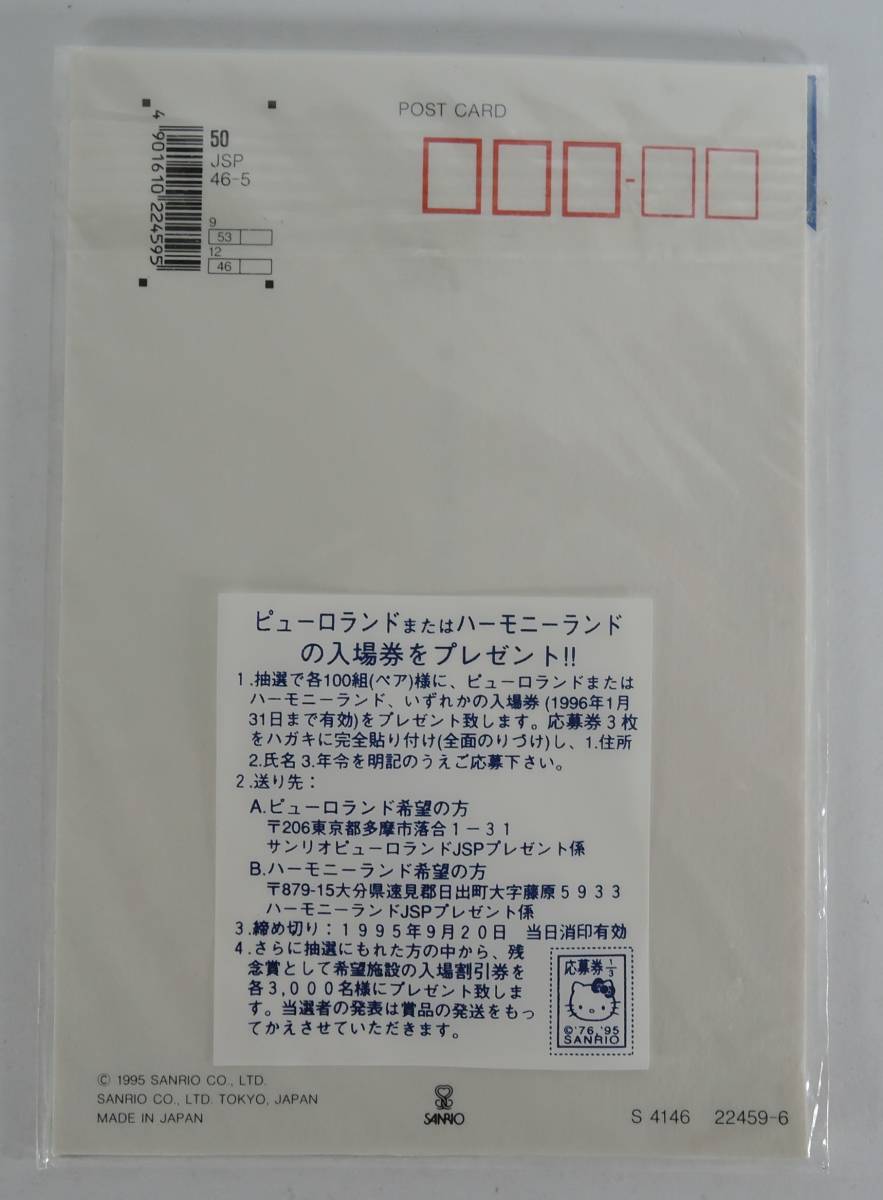 POST CARD
4901610224595
50
JSP
46-5
9
53
12
46
-
ピューロランドまたはハーモニーランド
の入場券をプレゼント!!
1.抽選で各100組(ペア)様に、ピューロランドまたは
ハーモニーランド、いずれかの入場券(1996年1月
31日まで有効)をプレゼント致します。応募券3枚
をハガキに完全貼り付け(全面のりづけ)し、1.住所
2.氏名3.年令を明記のうえご応募下さい。
2.送り先:
A.ピューロランド希望の方
〒206東京都多摩市落合1-31
サンリオピューロランドJSPプレゼント係
B.ハーモニーランド希望の方
〒879-15大分県速見郡日出町大字藤原5933
ハーモニーランドJSPプレゼント係
3.締め切り:1995年9月20日 当日消印有効
4.さらに抽選にもれた方の中から、残
念賞として希望施設の入場割引券を
各3,000名様にプレゼント致しま
す。当選者の発表は賞品の発送をもっ
てかえさせていただきます。
応募券 1/3
©'76,'95
SANRIO
© 1995 SANRIO CO., LTD.
SANRIO CO., LTD. TOKYO, JAPAN
MADE IN JAPAN
SANRIO
S 4146 22459-6